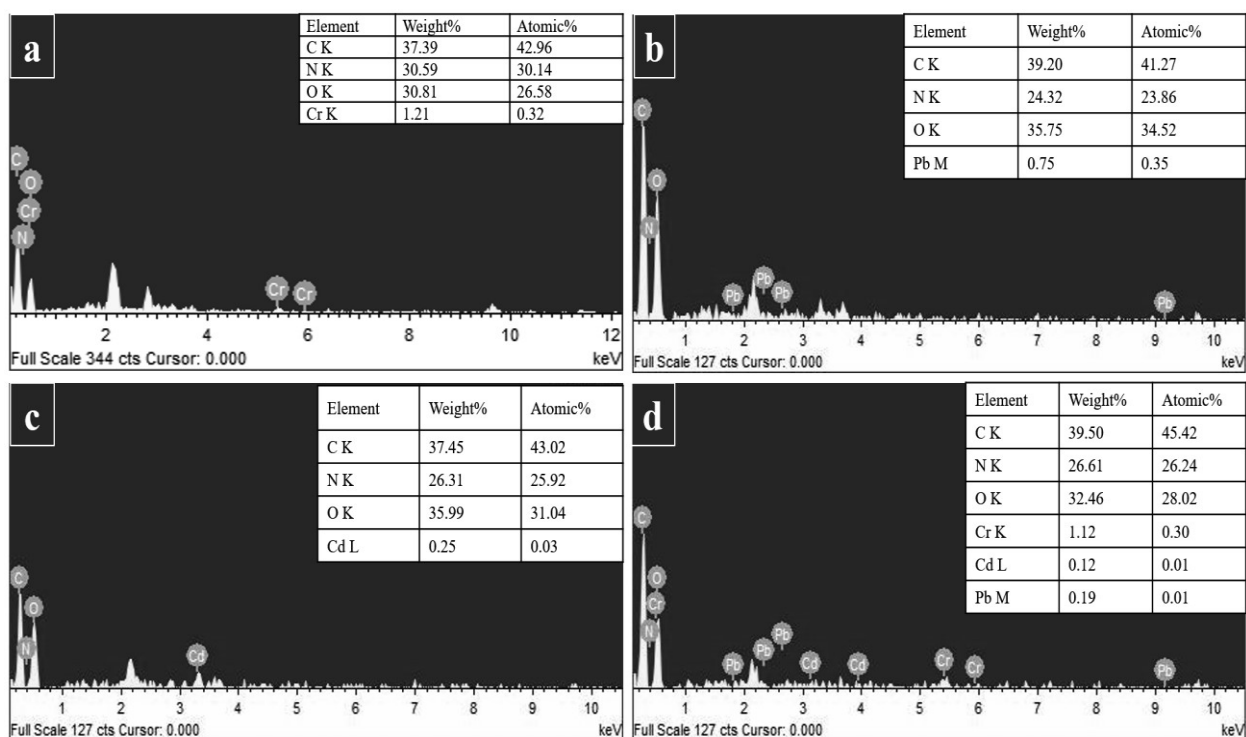 a
Element Weight% Atomic%
C K 37.39 42.96
N K 30.59 30.14
O K 30.81 26.58
Cr K 1.21 0.32
C
O
Cr
N
Cr Cr
2 4 6 8 10 12
Full Scale 344 cts Cursor: 0.000 keV
b
Element Weight% Atomic%
C K 39.20 41.27
N K 24.32 23.86
O K 35.75 34.52
Pb M 0.75 0.35
C
O
N
Pb Pb Pb Pb
1 2 3 4 5 6 7 8 9 10
Full Scale 127 cts Cursor: 0.000 keV
c
Element Weight% Atomic%
C K 37.45 43.02
N K 26.31 25.92
O K 35.99 31.04
Cd L 0.25 0.03
C
O
N
Cd
1 2 3 4 5 6 7 8 9 10
Full Scale 127 cts Cursor: 0.000 keV
d
Element Weight% Atomic%
C K 39.50 45.42
N K 26.61 26.24
O K 32.46 28.02
Cr K 1.12 0.30
Cd L 0.12 0.01
Pb M 0.19 0.01
C
O
Cr
N
Pb Pb Pb Cd Cd Cr Cr Pb
1 2 3 4 5 6 7 8 9 10
Full Scale 127 cts Cursor: 0.000 keV